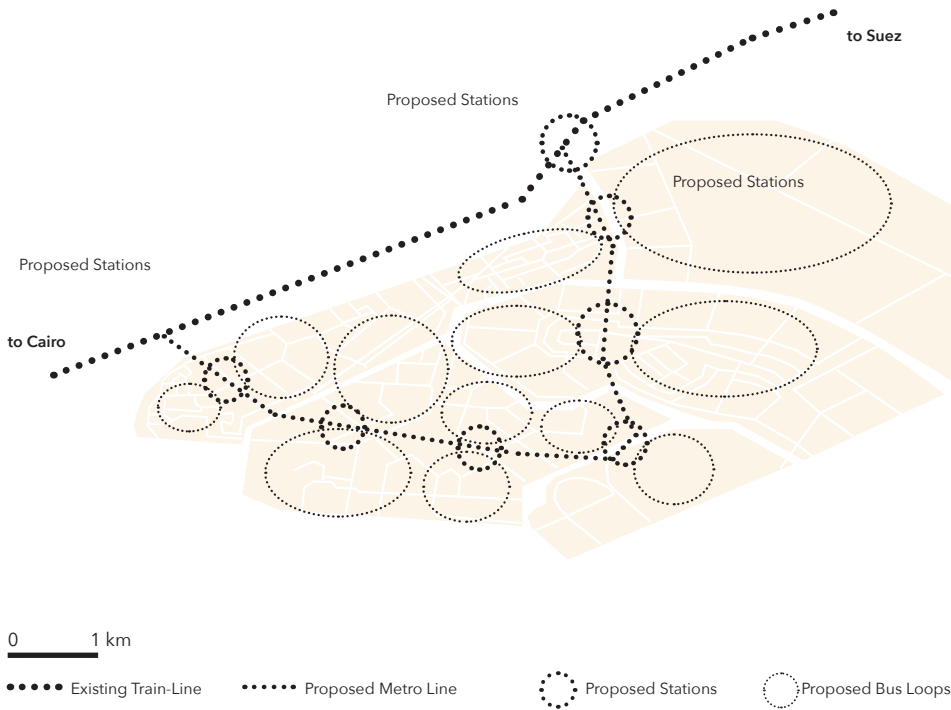 to Suez
Proposed Stations
Proposed Stations
Proposed Stations
to Cairo
0 1 km
Existing Train-Line
Proposed Metro Line
Proposed Stations
Proposed Bus Loops